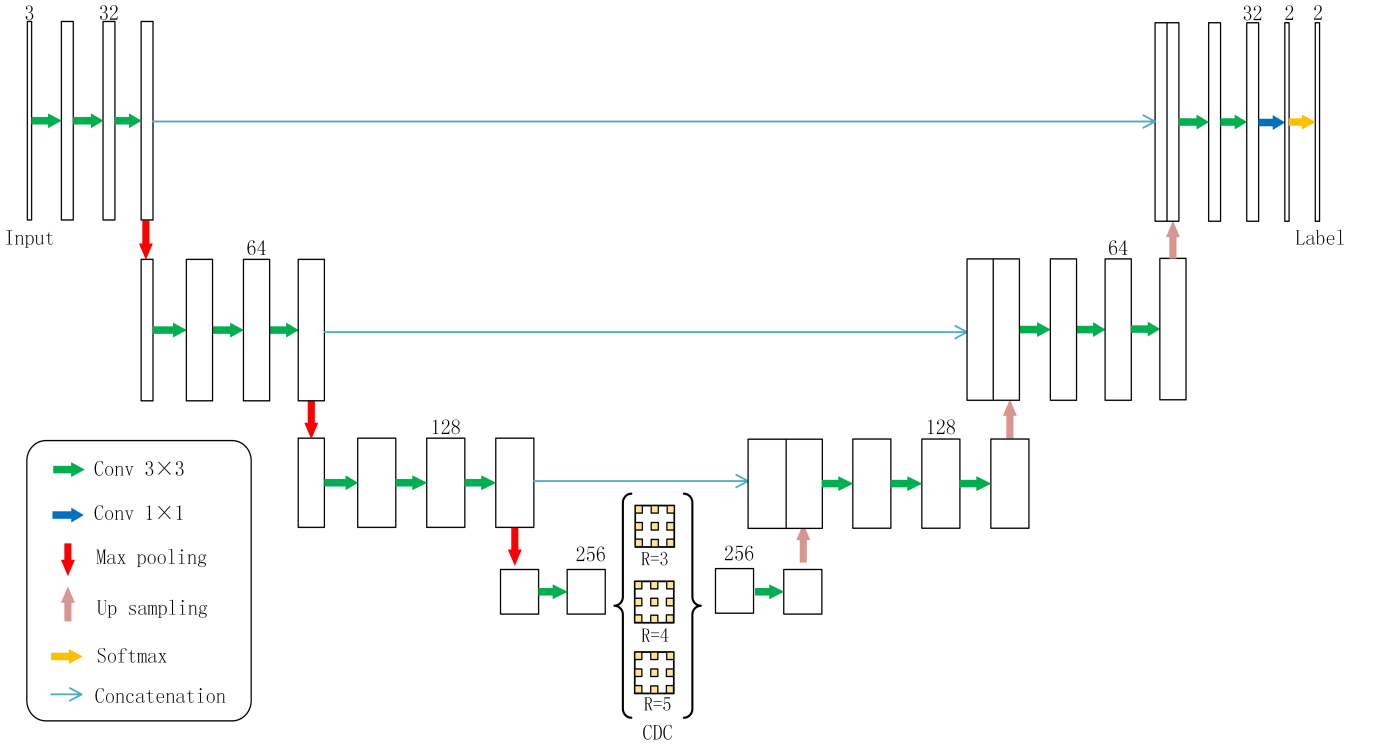 3
32
32
2
2
Input
Label
64
64
128
128
Conv 3×3
Conv 1×1
Max pooling
Up sampling
Softmax
Concatenation
256
256
R=3
R=4
R=5
CDC